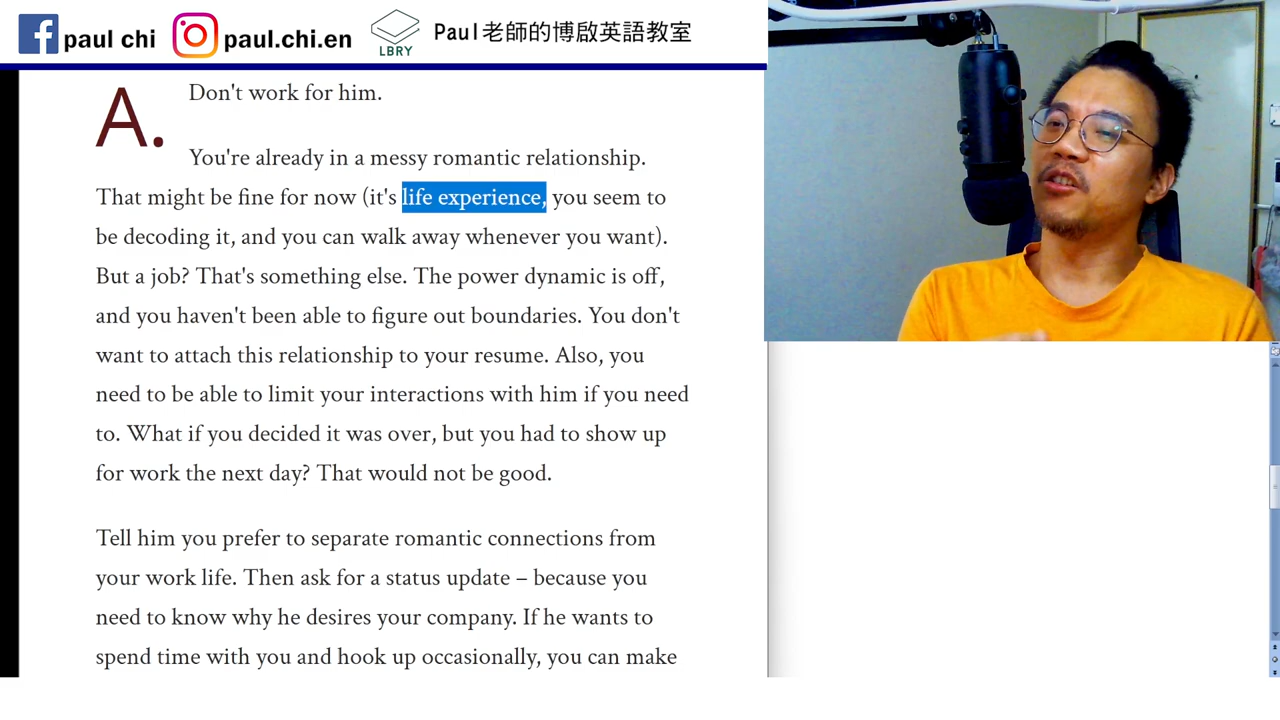 paul chi
paul.chi.en
LBRY
Paul老師的博啟英語教室
A.
Don't work for him.
You're already in a messy romantic relationship.
That might be fine for now (it's life experience, you seem to
be decoding it, and you can walk away whenever you want).
But a job? That's something else. The power dynamic is off,
and you haven't been able to figure out boundaries. You don't
want to attach this relationship to your resume. Also, you
need to be able to limit your interactions with him if you need
to. What if you decided it was over, but you had to show up
for work the next day? That would not be good.
Tell him you prefer to separate romantic connections from
your work life. Then ask for a status update – because you
need to know why he desires your company. If he wants to
spend time with you and hook up occasionally, you can make